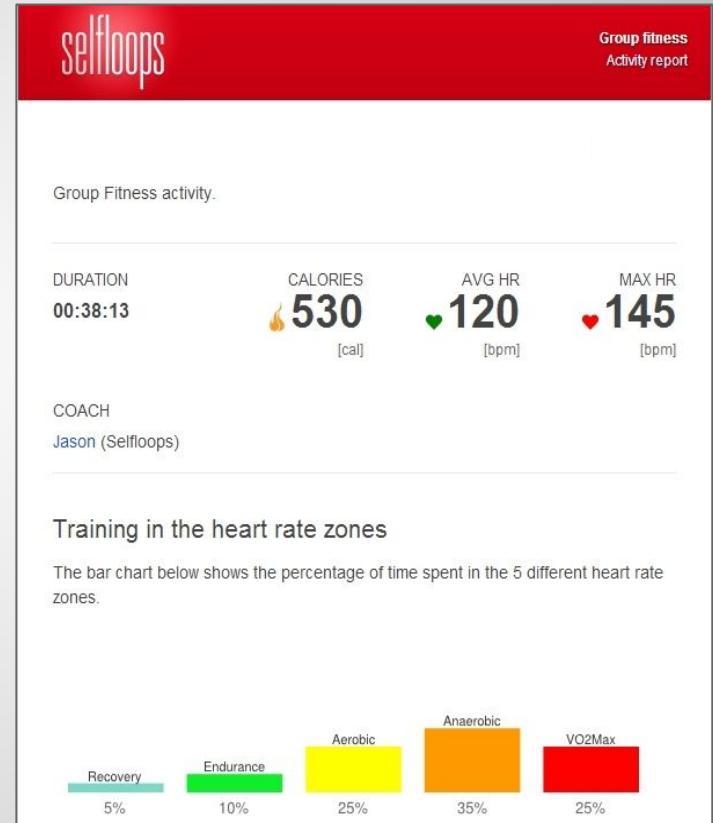 selfloops
Group fitness
Activity report
Group Fitness activity.
DURATION
00:38:13
CALORIES
530
[cal]
AVG HR
120
[bpm]
MAX HR
145
[bpm]
COACH
Jason (Selfloops)
Training in the heart rate zones
The bar chart below shows the percentage of time spent in the 5 different heart rate
zones.
Recovery
5%
Endurance
10%
Aerobic
25%
Anaerobic
35%
VO2Max
25%